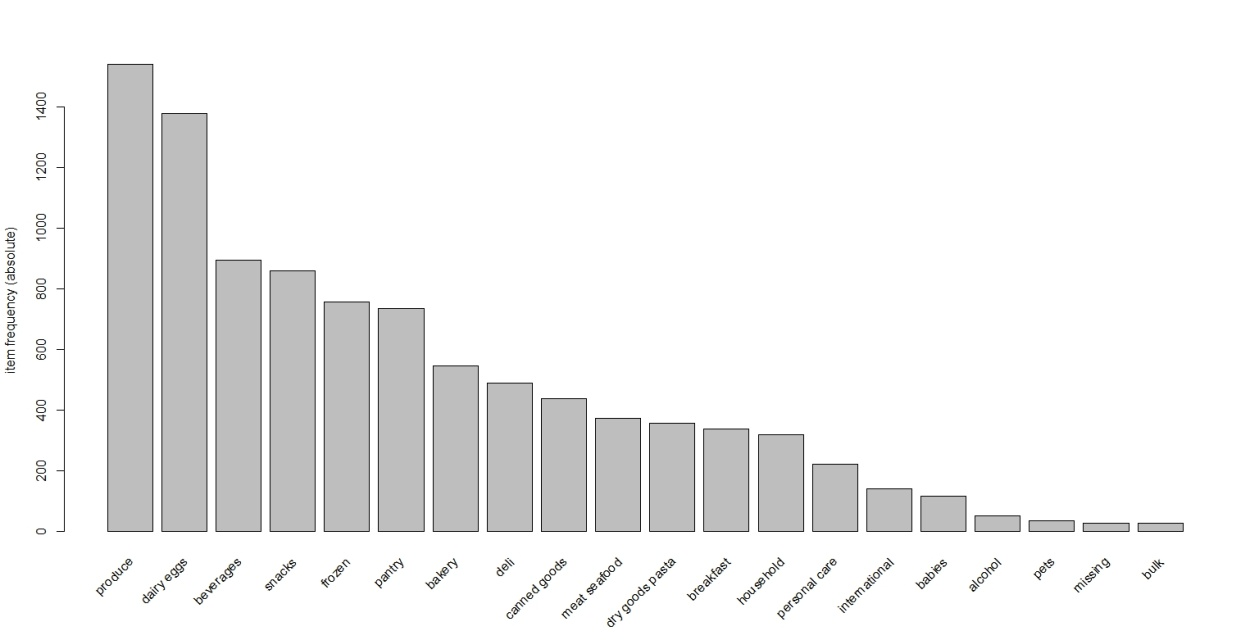 item frequency (absolute)
1400
1200
1000
800
600
400
200
0
produce
dairy eggs
beverages
snacks
frozen
pantry
bakery
deli
canned goods
meat seafood
dry goods pasta
breakfast
household
personal care
international
babies
alcohol
pets
missing
bulk